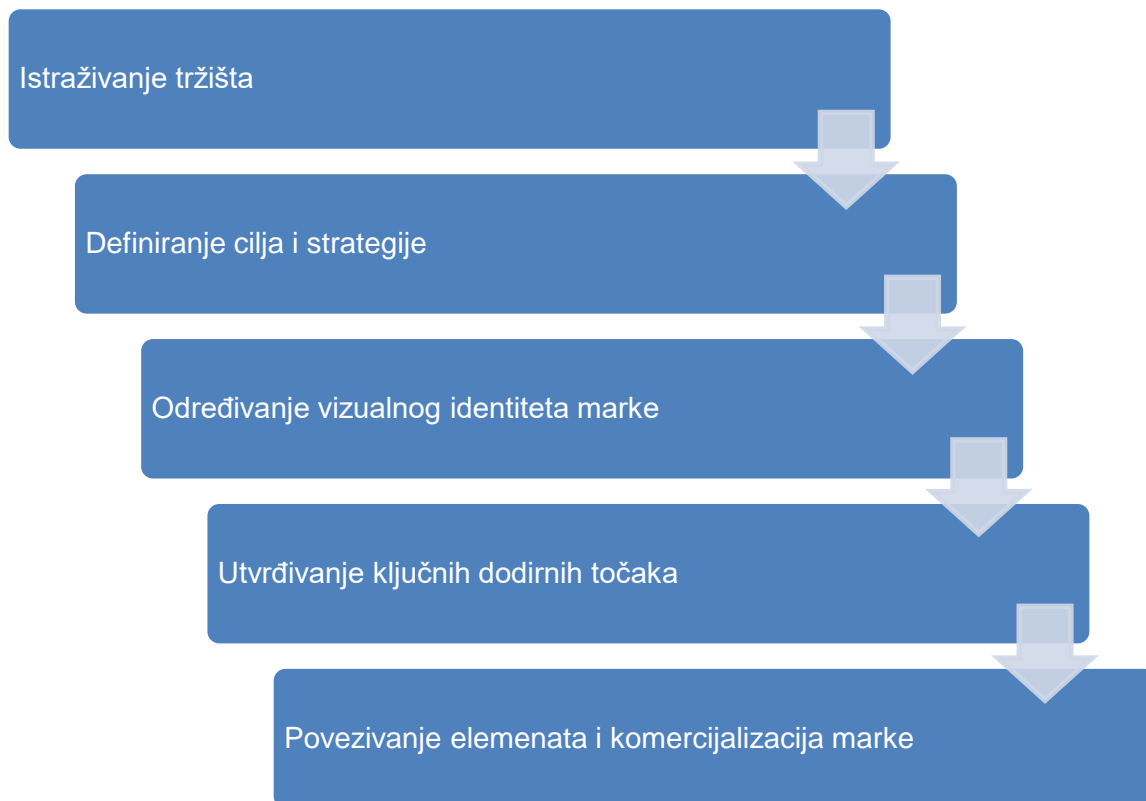 Istraživanje tržišta
Definiranje cilja i strategije
Određivanje vizualnog identiteta marke
Utvrđivanje ključnih dodirnih točaka
Povezivanje elemenata i komercijalizacija marke